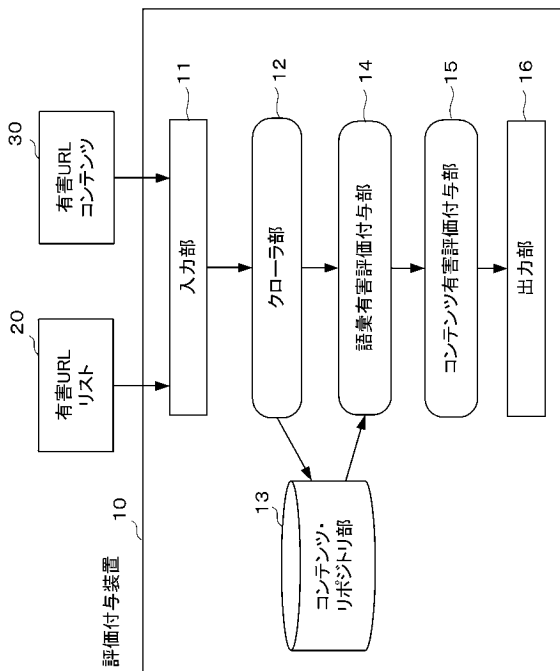 20
有害URL
リスト
30
有害URL
コンテンツ
評価付与装置
10
入力部
11
クローラ部
12
13
コンテンツ・
リポジトリ部
語彙有害評価付与部
14
コンテンツ有害評価付与部
15
出力部
16